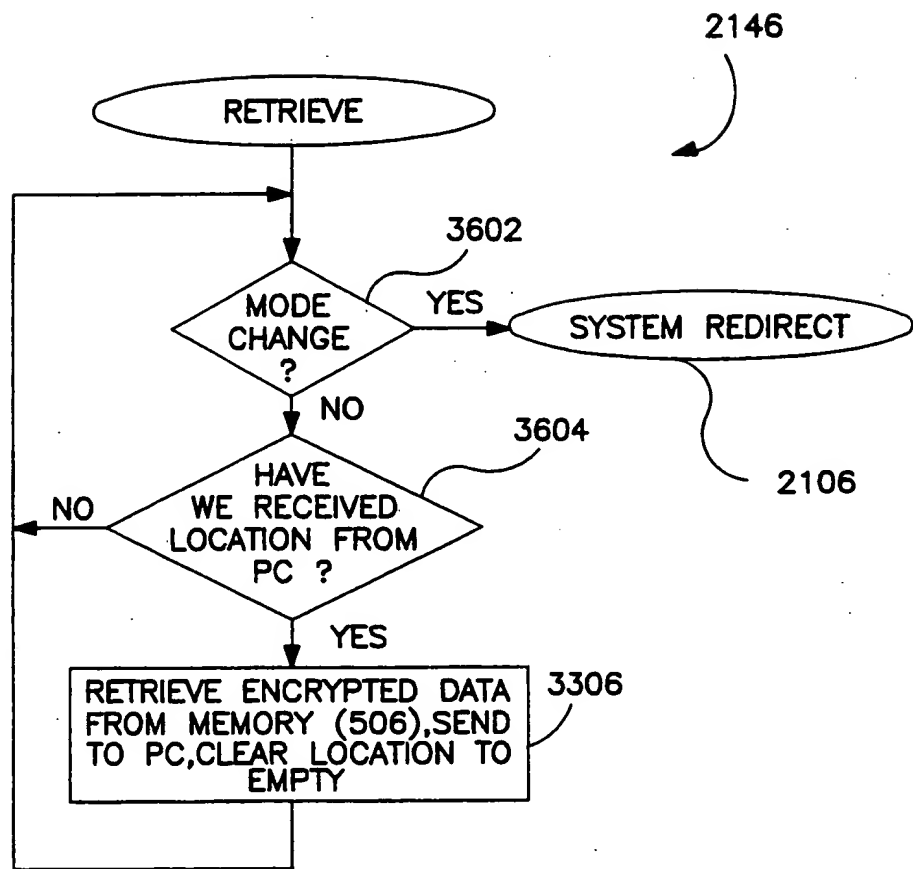 2146
RETRIEVE
3602
MODE
CHANGE
?
YES
SYSTEM REDIRECT
NO
3604
2106
HAVE
WE RECEIVED
LOCATION FROM
PC ?
NO
YES
3306
RETRIEVE ENCRYPTED DATA
FROM MEMORY (506),SEND
TO PC,CLEAR LOCATION TO
EMPTY